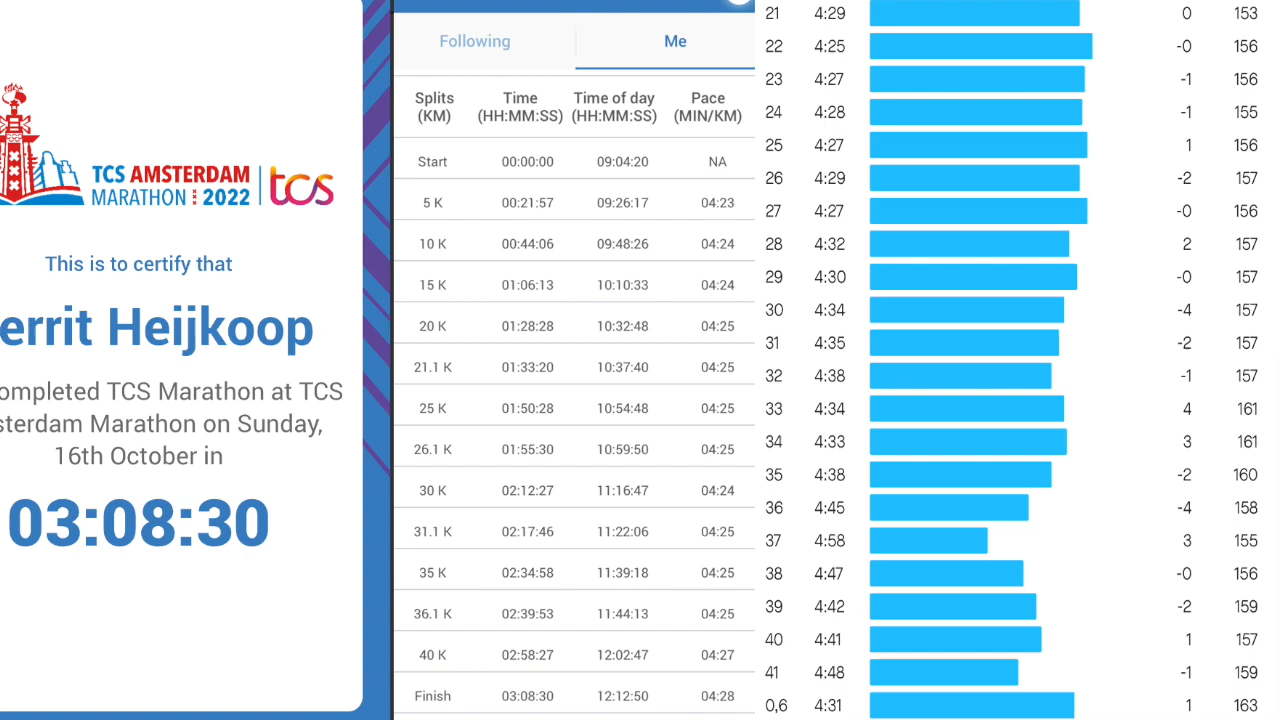 TCS AMSTERDAM
MARATHON 2022
tcs
This is to certify that
errit Heijkoop
ompleted TCS Marathon at TCS
sterdam Marathon on Sunday,
16th October in
03:08:30
Following Me
Splits (KM) Time (HH:MM:SS) Time of day (HH:MM:SS) Pace (MIN/KM)
Start 00:00:00 09:04:20 NA
5 K 00:21:57 09:26:17 04:23
10 K 00:44:06 09:48:26 04:24
15 K 01:06:13 10:10:33 04:24
20 K 01:28:28 10:32:48 04:25
21.1 K 01:33:20 10:37:40 04:25
25 K 01:50:28 10:54:48 04:25
26.1 K 01:55:30 10:59:50 04:25
30 K 02:12:27 11:16:47 04:24
31.1 K 02:17:46 11:22:06 04:25
35 K 02:34:58 11:39:18 04:25
36.1 K 02:39:53 11:44:13 04:25
40 K 02:58:27 12:02:47 04:27
Finish 03:08:30 12:12:50 04:28
21 4:29 0 153
22 4:25 -0 156
23 4:27 -1 156
24 4:28 -1 155
25 4:27 1 156
26 4:29 -2 157
27 4:27 -0 156
28 4:32 2 157
29 4:30 -0 157
30 4:34 -4 157
31 4:35 -2 157
32 4:38 -1 157
33 4:34 4 161
34 4:33 3 161
35 4:38 -2 160
36 4:45 -4 158
37 4:58 3 155
38 4:47 -0 156
39 4:42 -2 159
40 4:41 1 157
41 4:48 -1 159
0,6 4:31 1 163